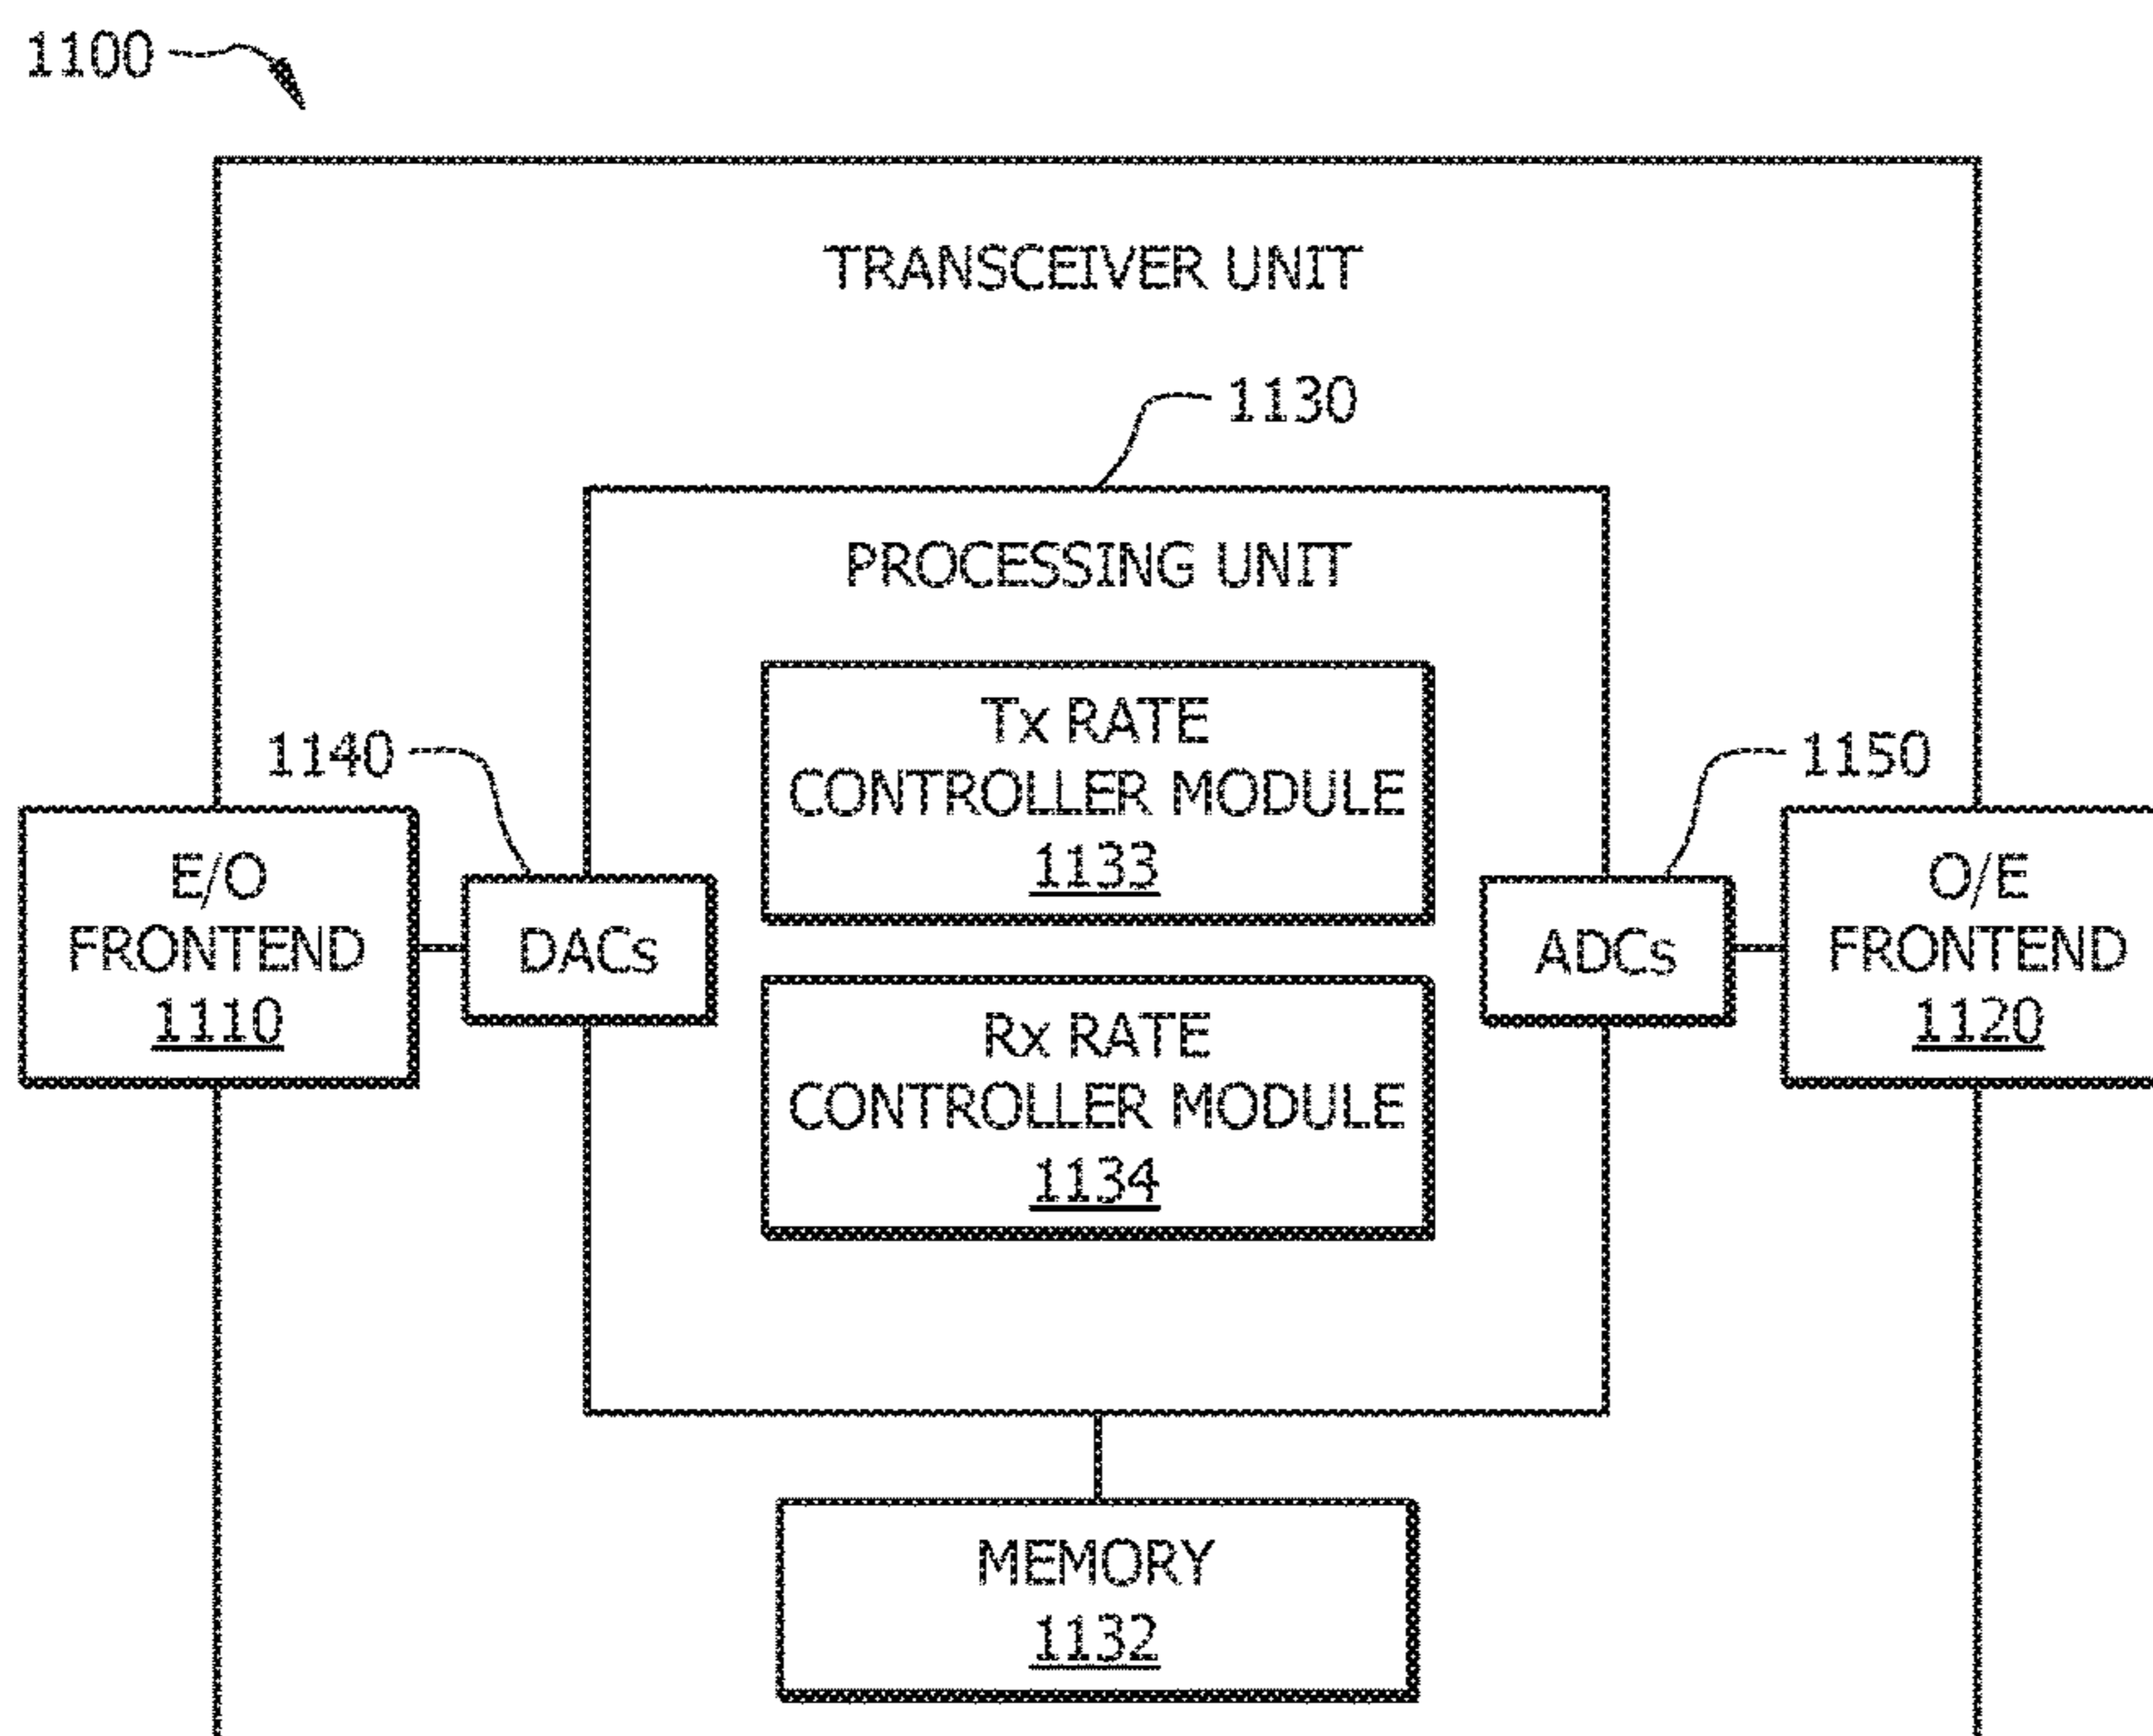 1100
TRANSCEIVER UNIT
1130
PROCESSING UNIT
Tx RATE
CONTROLLER MODULE
1133
1140
1150
E/O
FRONTEND
1110
DACs
ADCs
O/E
FRONTEND
1120
Rx RATE
CONTROLLER MODULE
1134
MEMORY
1132